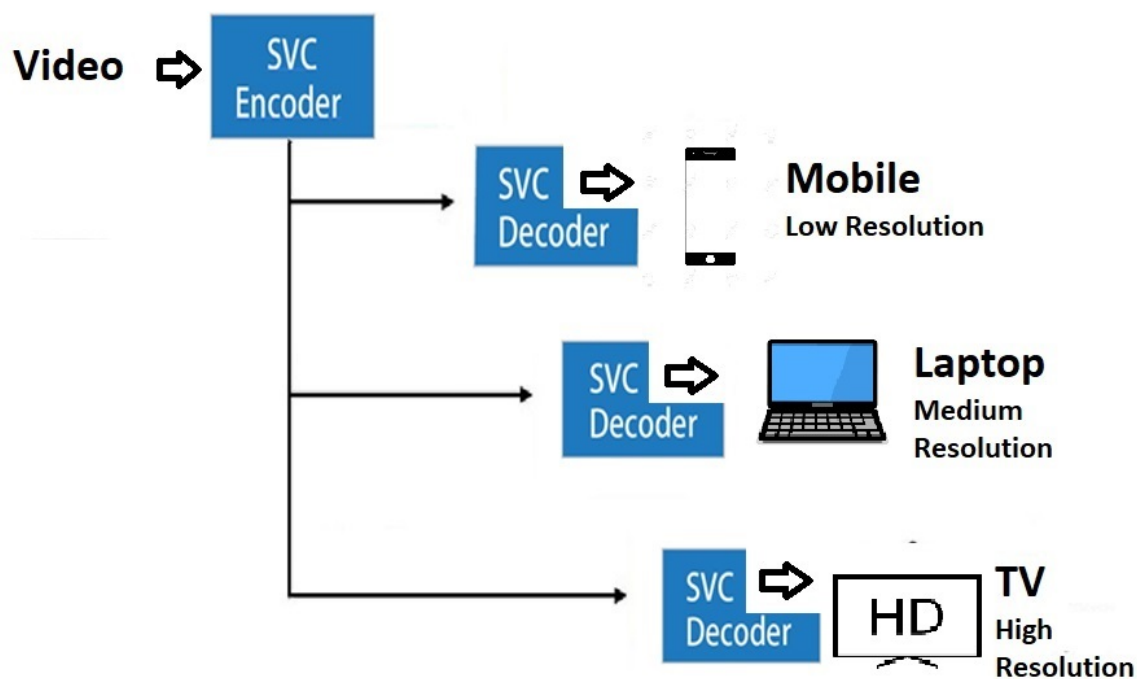 Video
SVC
Encoder
SVC
Decoder
Mobile
Low Resolution
SVC
Decoder
Laptop
Medium
Resolution
SVC
Decoder
HD
TV
High
Resolution